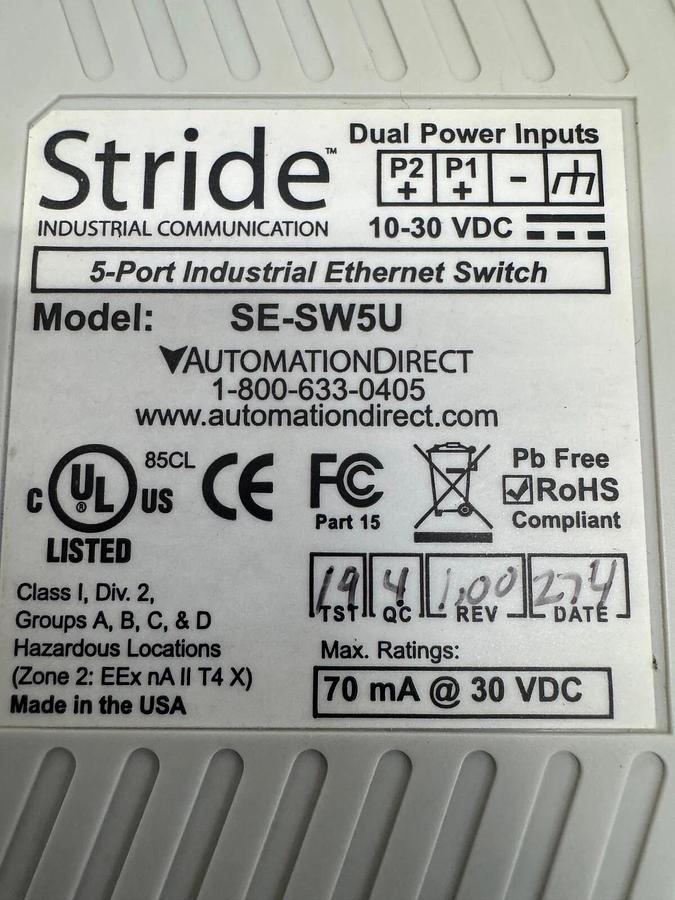 Stride™
INDUSTRIAL COMMUNICATION
Dual Power Inputs
P2 + P1 + -
10-30 VDC
5-Port Industrial Ethernet Switch
Model: SE-SW5U
AUTOMATIONDIRECT
1-800-633-0405
www.automationdirect.com
C UL ® US
LISTED
85CL
CE
FC
Part 15
Pb Free
RoHS
Compliant
Class I, Div. 2,
Groups A, B, C, & D
Hazardous Locations
(Zone 2: EEx nA II T4 X)
Made in the USA
19 4 1.00 274
TST QC REV DATE
Max. Ratings:
70 mA @ 30 VDC